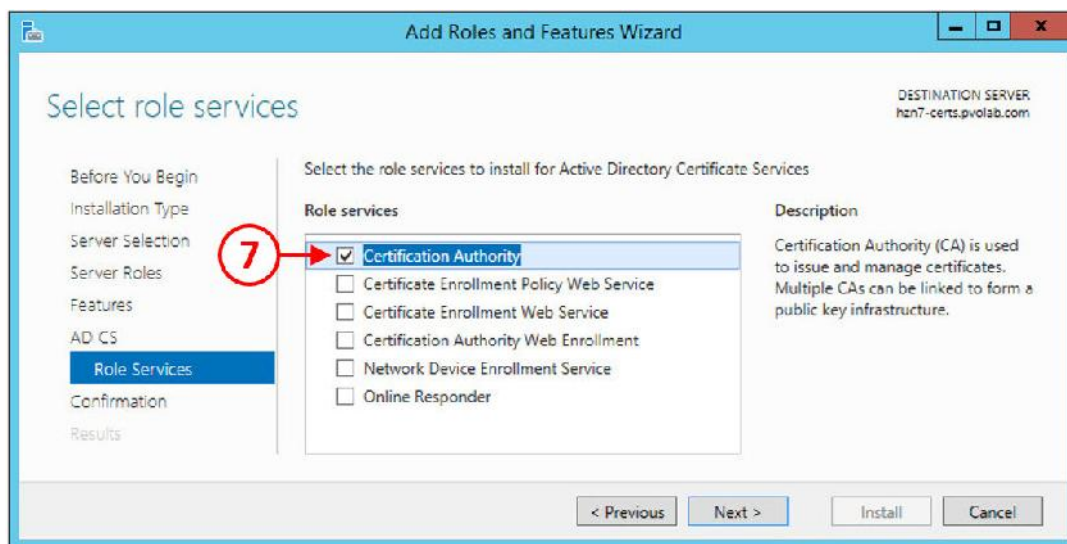 Add Roles and Features Wizard
Select role services
DESTINATION SERVER
hzn7-certs.pvolab.com
Before You Begin
Installation Type
Server Selection
Server Roles
Features
AD CS
Role Services
Confirmation
Results
Select the role services to install for Active Directory Certificate Services
Role services
7
Certification Authority
Certificate Enrollment Policy Web Service
Certificate Enrollment Web Service
Certification Authority Web Enrollment
Network Device Enrollment Service
Online Responder
Description
Certification Authority (CA) is used
to issue and manage certificates.
Multiple CAs can be linked to form a
public key infrastructure.
< Previous
Next >
Install
Cancel